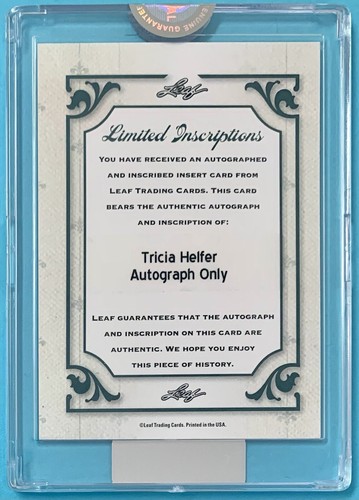 GENUINE GUARANTEE
Leaf
Limited Inscriptions
YOU HAVE RECEIVED AN AUTOGRAPHED
AND INSCRIBED INSERT CARD FROM
LEAF TRADING CARDS. THIS CARD
BEARS THE AUTHENTIC AUTOGRAPH
AND INSCRIPTION OF:
Tricia Helfer
Autograph Only
LEAF GUARANTEES THAT THE AUTOGRAPH
AND INSCRIPTION ON THIS CARD ARE
AUTHENTIC. WE HOPE YOU ENJOY
THIS PIECE OF HISTORY.
Leaf
©Leaf Trading Cards. Printed in the USA.